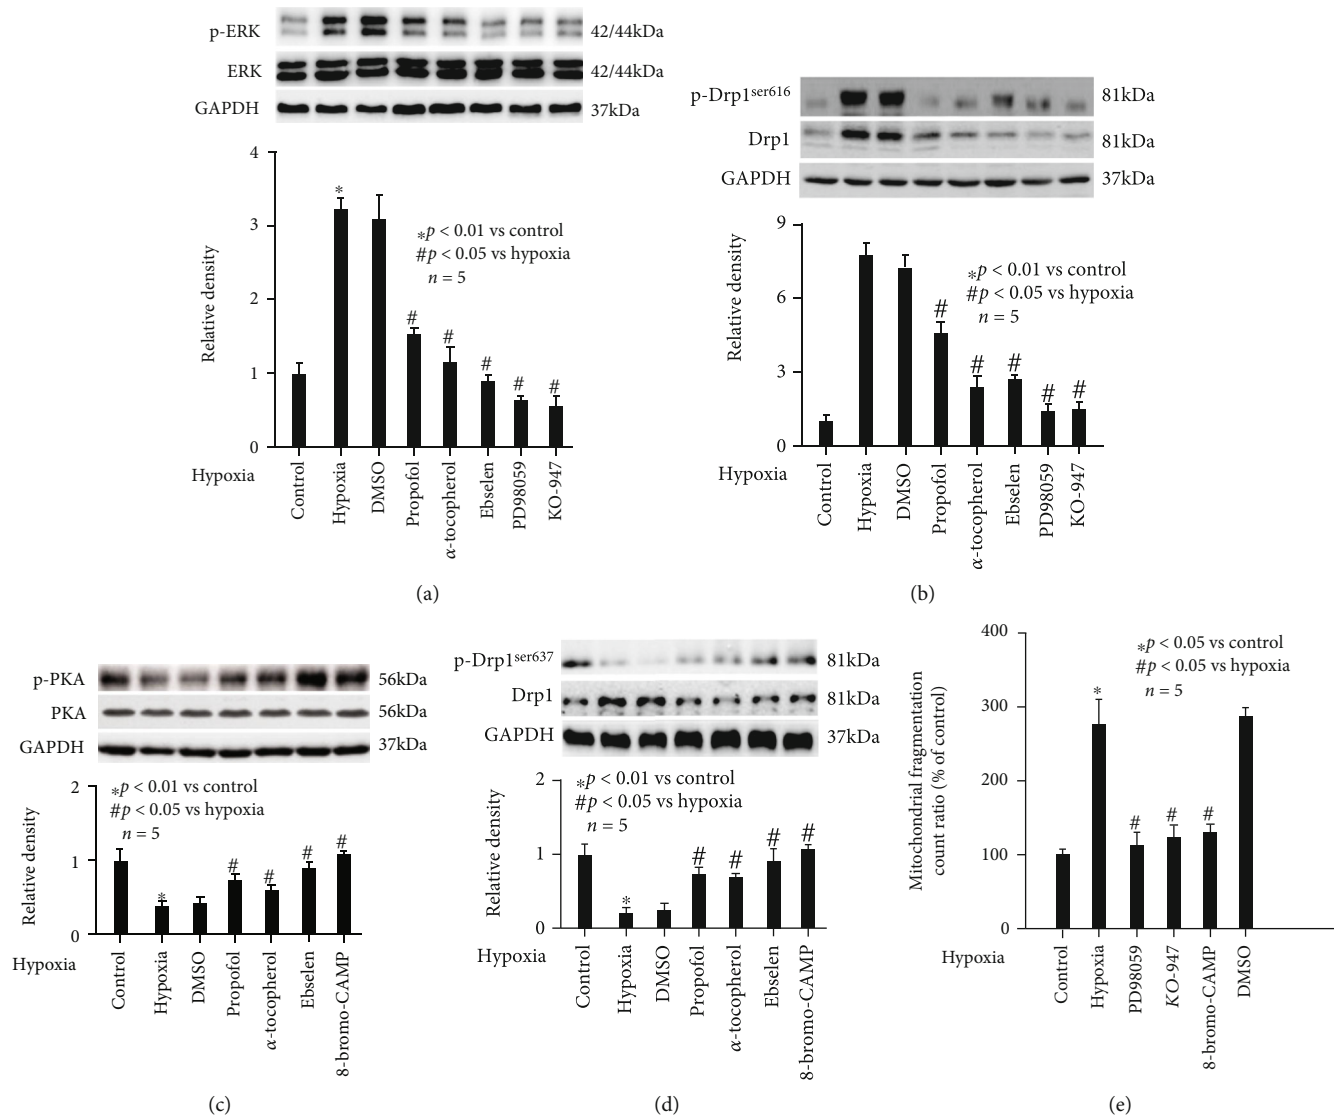 p-ERK 42/44kDa
ERK 42/44kDa
GAPDH 37kDa
4
3
2
1
0
Relative density
*
#
#
#
#
#
*p < 0.01 vs control
#p < 0.05 vs hypoxia
n = 5
Hypoxia
Control
Hypoxia
DMSO
Propofol
α-tocopherol
Ebselen
PD98059
KO-947
(a)
p-Drp1ser616 81kDa
Drp1 81kDa
GAPDH 37kDa
9
6
3
0
Relative density
#
#
#
#
#
*p < 0.01 vs control
#p < 0.05 vs hypoxia
n = 5
Hypoxia
Control
Hypoxia
DMSO
Propofol
α-tocopherol
Ebselen
PD98059
KO-947
(b)
p-PKA 56kDa
PKA 56kDa
GAPDH 37kDa
2
1
0
Relative density
*p < 0.01 vs control
#p < 0.05 vs hypoxia
n = 5
*
#
#
#
#
Hypoxia
Control
Hypoxia
DMSO
Propofol
α-tocopherol
Ebselen
8-bromo-CAMP
(c)
p-Drp1ser637 81kDa
Drp1 81kDa
GAPDH 37kDa
2
1
0
Relative density
*p < 0.01 vs control
#p < 0.05 vs hypoxia
n = 5
*
#
#
#
#
Hypoxia
Control
Hypoxia
DMSO
Propofol
α-tocopherol
Ebselen
8-bromo-CAMP
(d)
400
300
200
100
0
Mitochondrial fragmentation
count ratio (% of control)
*p < 0.05 vs control
#p < 0.05 vs hypoxia
n = 5
*
#
#
#
Hypoxia
Control
Hypoxia
PD98059
KO-947
8-bromo-CAMP
DMSO
(e)